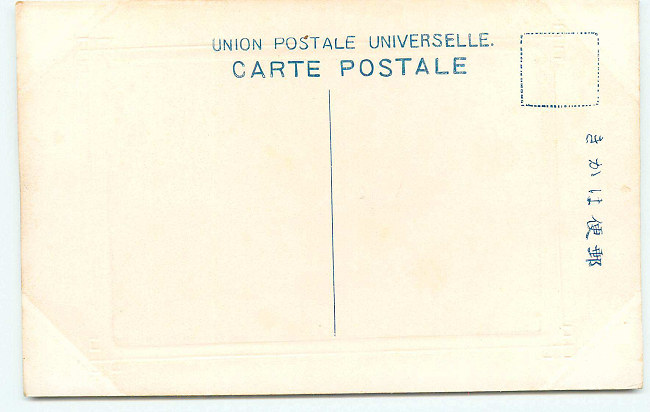 UNION POSTALE UNIVERSELLE.
CARTE POSTALE
郵便はかき